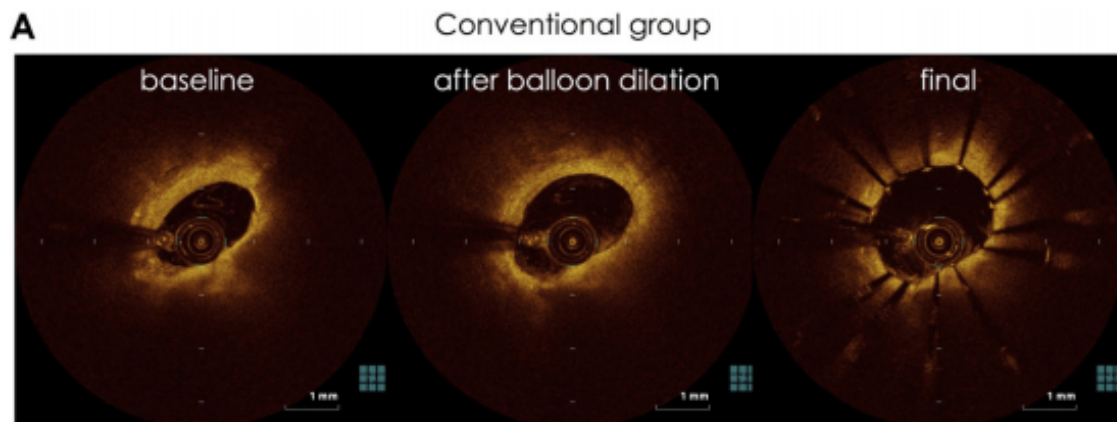 A
Conventional group
baseline
after balloon dilation
final
1 mm
1 mm
1 mm